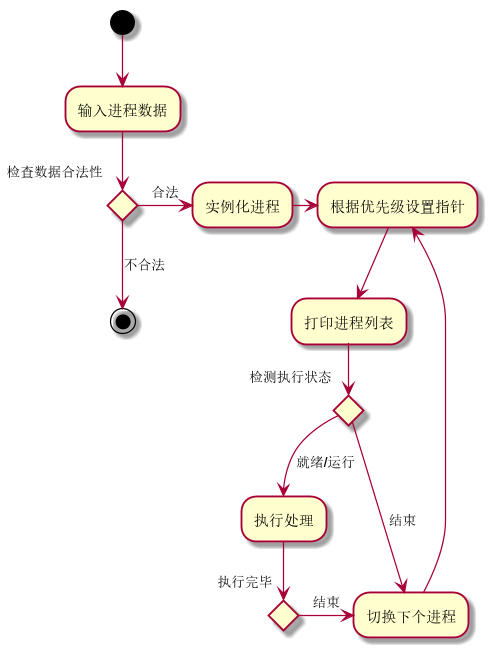 输入进程数据
检查数据合法性
合法
实例化进程
根据优先级设置指针
不合法
打印进程列表
检测执行状态
就绪/运行
结束
执行处理
执行完毕
结束
切换下个进程